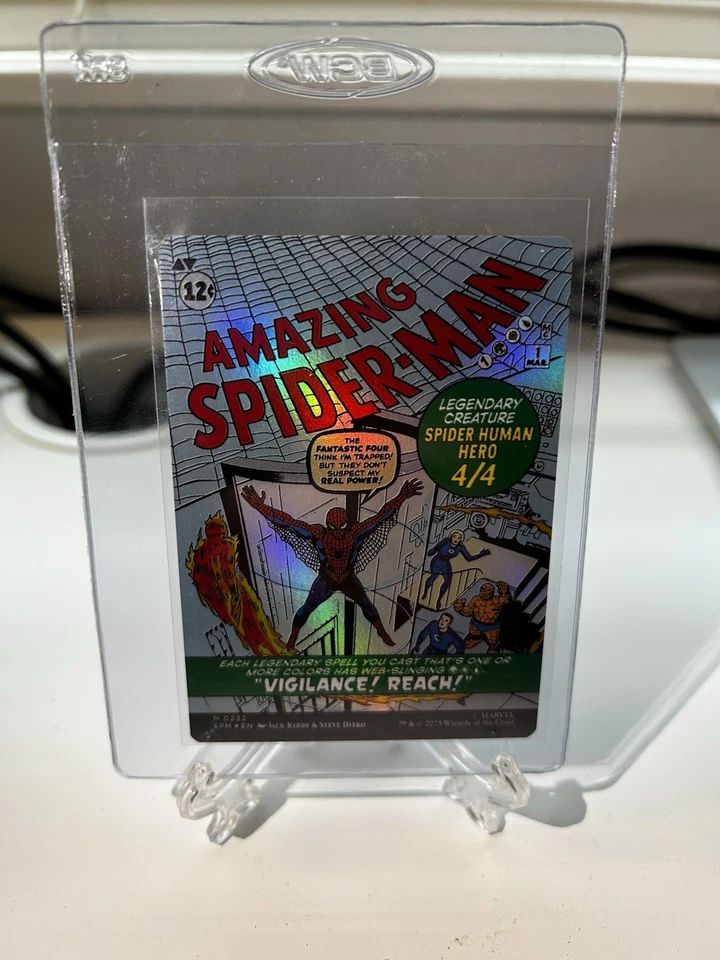 BCW
12¢
AMAZING
SPIDER-MAN
MC
1
MAR.
LEGENDARY
CREATURE
SPIDER HUMAN
HERO
4/4
THE
FANTASTIC FOUR
THINK I'M TRAPPED!
BUT THEY DON'T
SUSPECT MY
REAL POWER!
EACH LEGENDARY SPELL YOU CAST THAT'S ONE OR
MORE COLORS HAS WEB-SLINGING
"VIGILANCE! REACH!"
M 0232
SPM ★ EN Jack Kirby & Steve Ditko
© MARVEL
™ & © 2025 Wizards of the Coast